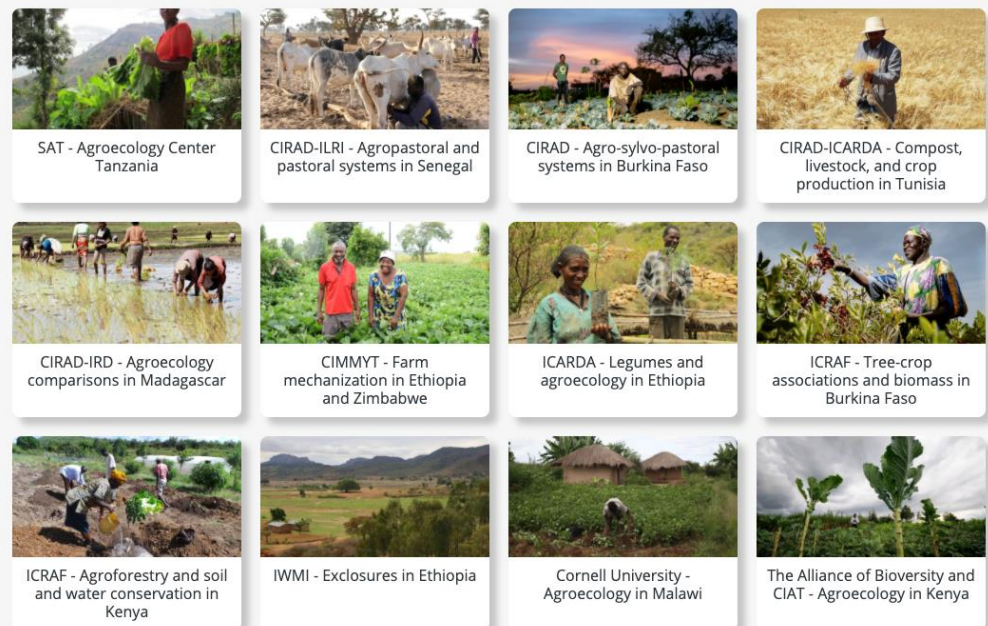 SAT - Agroecology Center
Tanzania
CIRAD-ILRI - Agropastoral and
pastoral systems in Senegal
CIRAD - Agro-sylvo-pastoral
systems in Burkina Faso
CIRAD-ICARDA - Compost,
livestock, and crop
production in Tunisia
CIRAD-IRD - Agroecology
comparisons in Madagascar
CIMMYT - Farm
mechanization in Ethiopia
and Zimbabwe
ICARDA - Legumes and
agroecology in Ethiopia
ICRAF - Tree-crop
associations and biomass in
Burkina Faso
ICRAF - Agroforestry and soil
and water conservation in
Kenya
IWMI - Exclosures in Ethiopia
Cornell University -
Agroecology in Malawi
The Alliance of Bioversity and
CIAT - Agroecology in Kenya